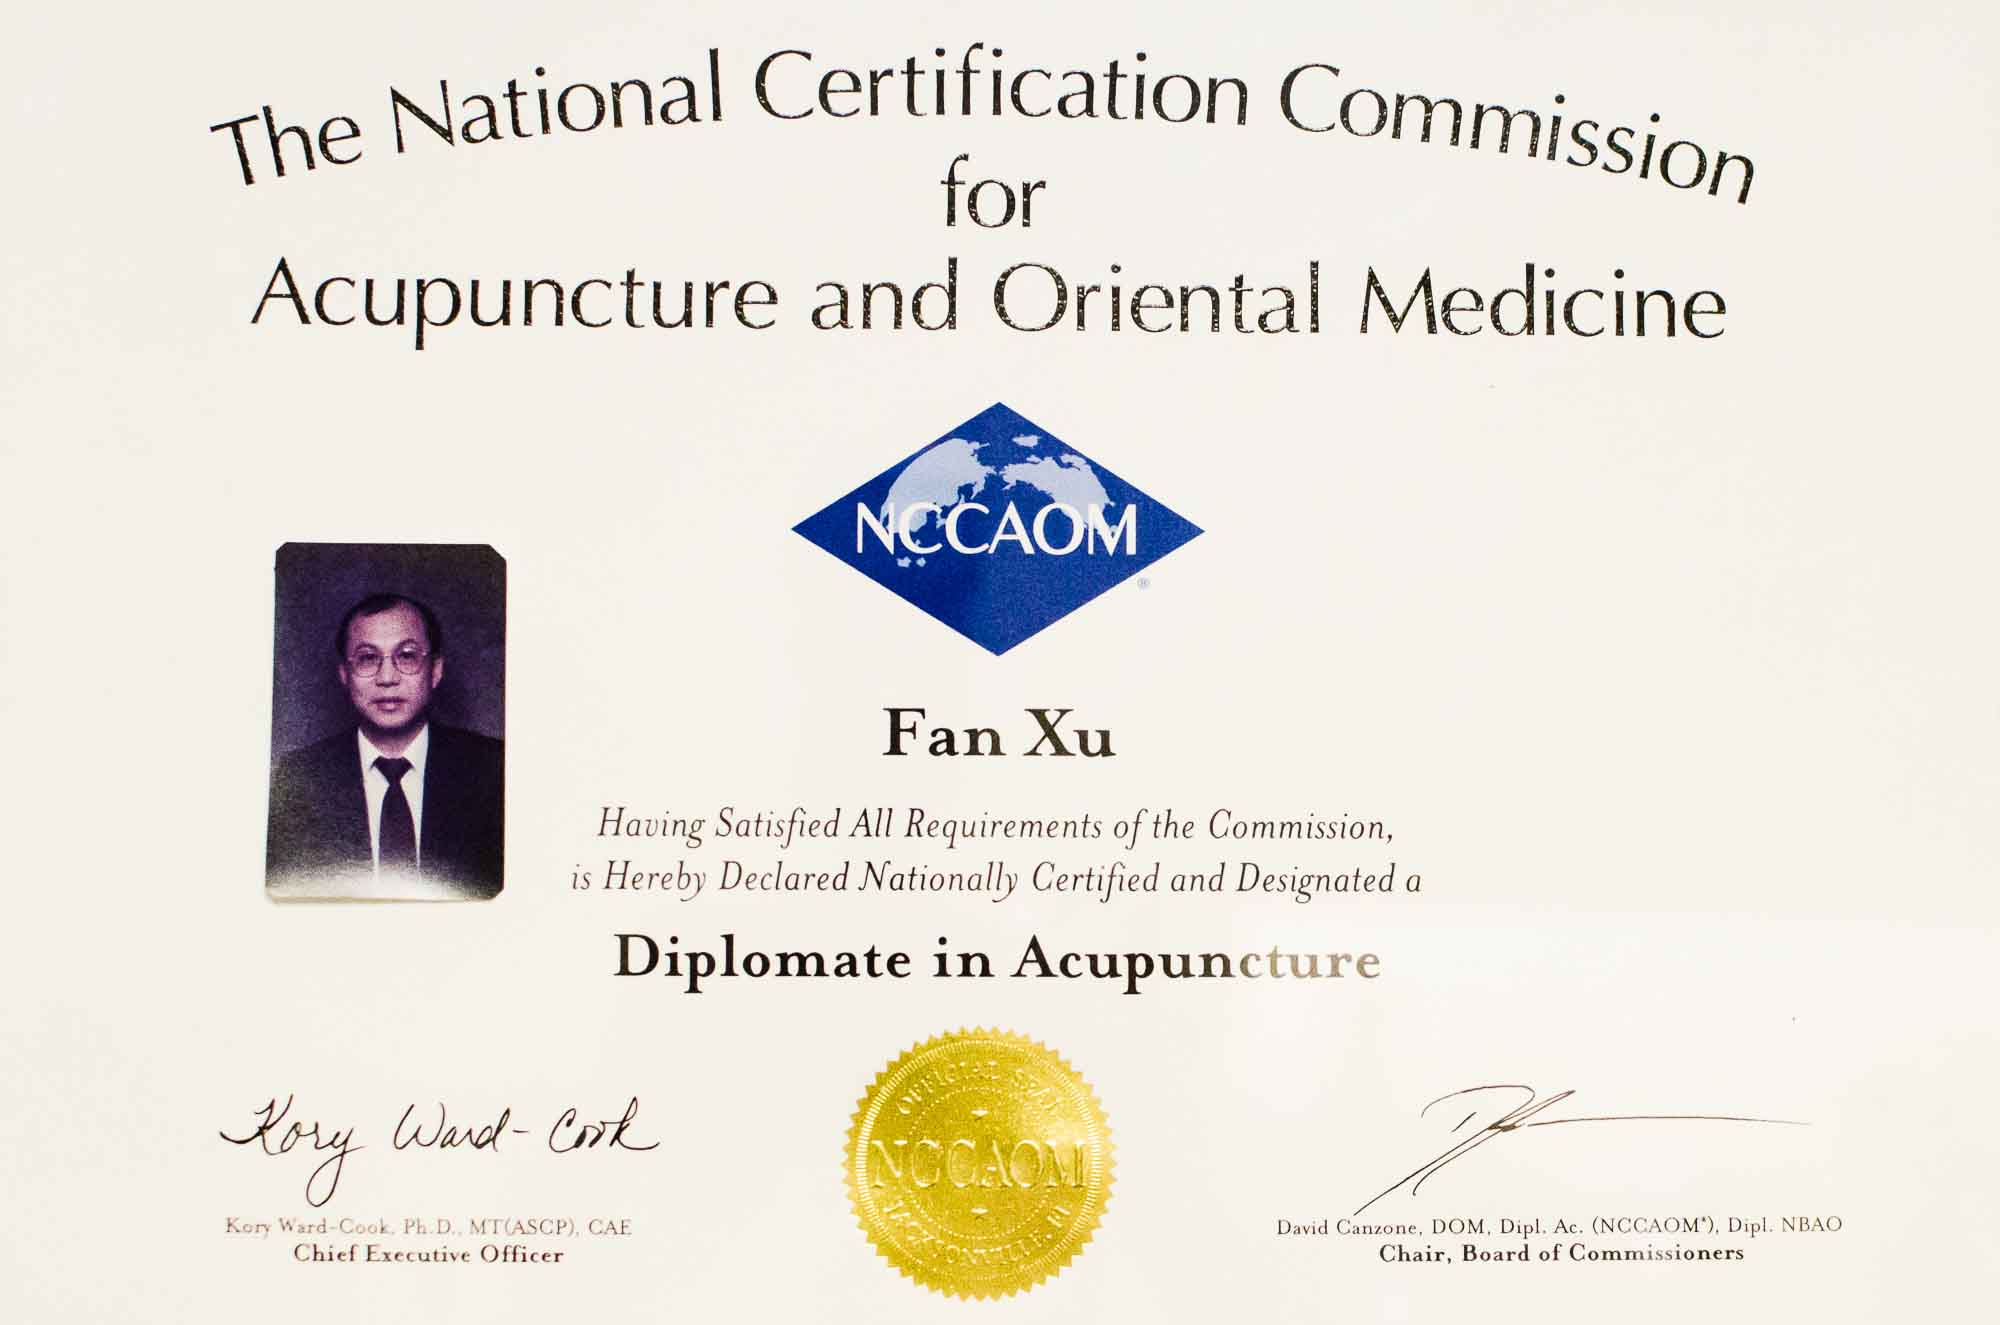 The National Certification Commission
for
Acupuncture and Oriental Medicine
NCCAOM
®
Fan Xu
Having Satisfied All Requirements of the Commission,
is Hereby Declared Nationally Certified and Designated a
Diplomate in Acupuncture
Kory Ward-Cook
Kory Ward-Cook, Ph.D., MT(ASCP), CAE
Chief Executive Officer
OFFICIAL SEAL
NCCAOM
JACKSONVILLE, FL
David Canzone, DOM, Dipl. Ac. (NCCAOM®), Dipl. NBAO
Chair, Board of Commissioners